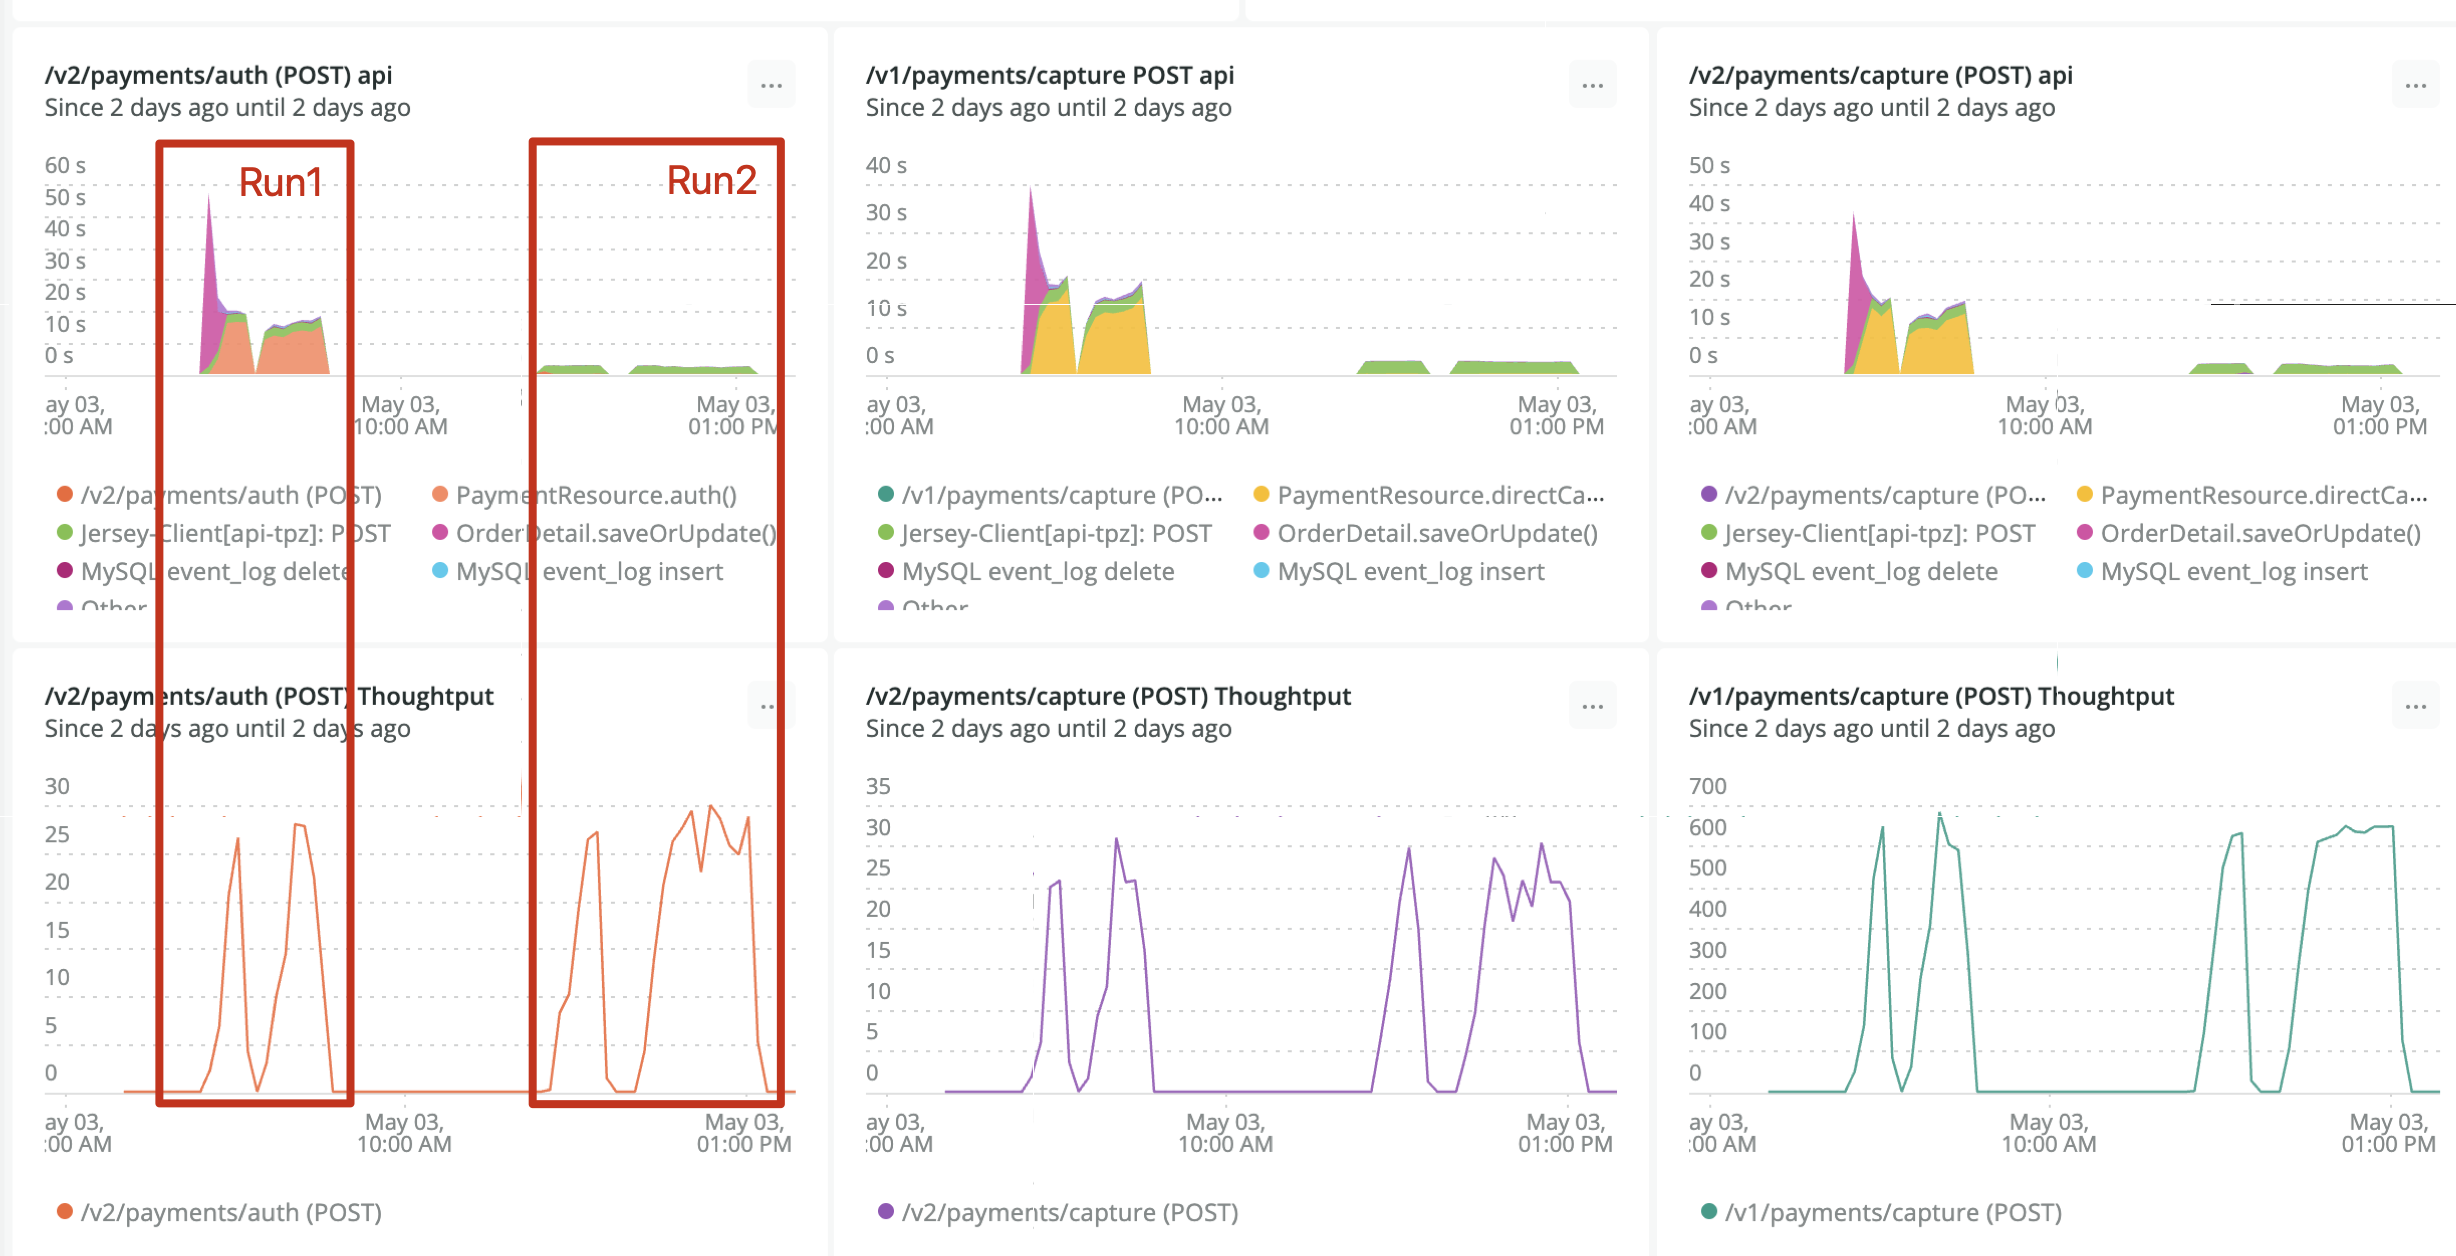 /v2/payments/auth (POST) api
Since 2 days ago until 2 days ago
...
Run1
Run2
60 s
50 s
40 s
30 s
20 s
10 s
0 s
ay 03,
:00 AM
May 03,
10:00 AM
May 03,
01:00 PM
/v2/payments/auth (POST)
PaymentResource.auth()
Jersey-Client[api-tpz]: POST
OrderDetail.saveOrUpdate()
MySQL event_log delete
MySQL event_log insert
Other
/v1/payments/capture POST api
Since 2 days ago until 2 days ago
...
40 s
30 s
20 s
10 s
0 s
ay 03,
:00 AM
May 03,
10:00 AM
May 03,
01:00 PM
/v1/payments/capture (PO...
PaymentResource.directCa...
Jersey-Client[api-tpz]: POST
OrderDetail.saveOrUpdate()
MySQL event_log delete
MySQL event_log insert
Other
/v2/payments/capture (POST) api
Since 2 days ago until 2 days ago
...
50 s
40 s
30 s
20 s
10 s
0 s
ay 03,
:00 AM
May 03,
10:00 AM
May 03,
01:00 PM
/v2/payments/capture (PO...
PaymentResource.directCa...
Jersey-Client[api-tpz]: POST
OrderDetail.saveOrUpdate()
MySQL event_log delete
MySQL event_log insert
Other
/v2/payments/auth (POST) Thoughtput
Since 2 days ago until 2 days ago
..
30
25
20
15
10
5
0
ay 03,
:00 AM
May 03,
10:00 AM
May 03,
01:00 PM
/v2/payments/auth (POST)
/v2/payments/capture (POST) Thoughtput
Since 2 days ago until 2 days ago
...
35
30
25
20
15
10
5
0
ay 03,
:00 AM
May 03,
10:00 AM
May 03,
01:00 PM
/v2/payments/capture (POST)
/v1/payments/capture (POST) Thoughtput
Since 2 days ago until 2 days ago
...
700
600
500
400
300
200
100
0
ay 03,
:00 AM
May 03,
10:00 AM
May 03,
01:00 PM
/v1/payments/capture (POST)